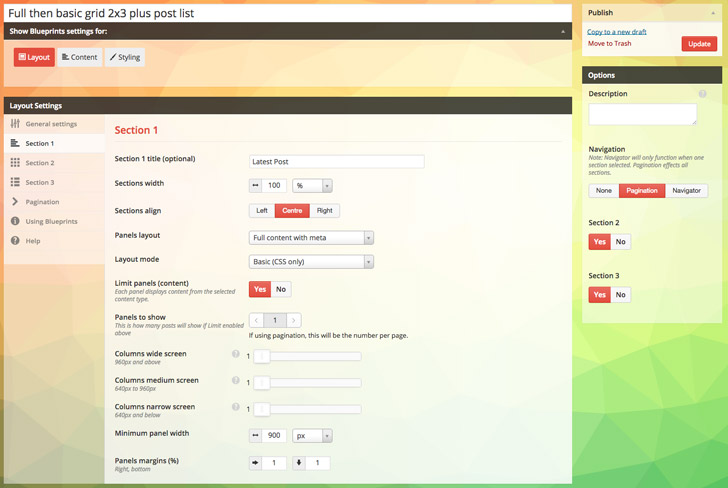 Full then basic grid 2x3 plus post list
Show Blueprints settings for:
Layout
Content
Styling
Layout Settings
General settings
Section 1
Section 2
Section 3
Pagination
Using Blueprints
Help
Section 1
Section 1 title (optional)
Latest Post
Sections width
100
%
Sections align
Left
Centre
Right
Panels layout
Full content with meta
Layout mode
Basic (CSS only)
Limit panels (content)
Each panel displays content from the selected
content type.
Yes
No
Panels to show
This is how many posts will show if Limit enabled
above
1
If using pagination, this will be the number per page.
Columns wide screen
960px and above
?
1
Columns medium screen
640px to 960px
?
1
Columns narrow screen
640px and below
?
1
Minimum panel width
900
px
Panels margins (%)
Right, bottom
1
1
Publish
Copy to a new draft
Move to Trash
Update
Options
Description
?
Navigation
Note: Navigator will only function when one
section selected. Pagination effects all
sections.
None
Pagination
Navigator
Section 2
Yes
No
Section 3
Yes
No